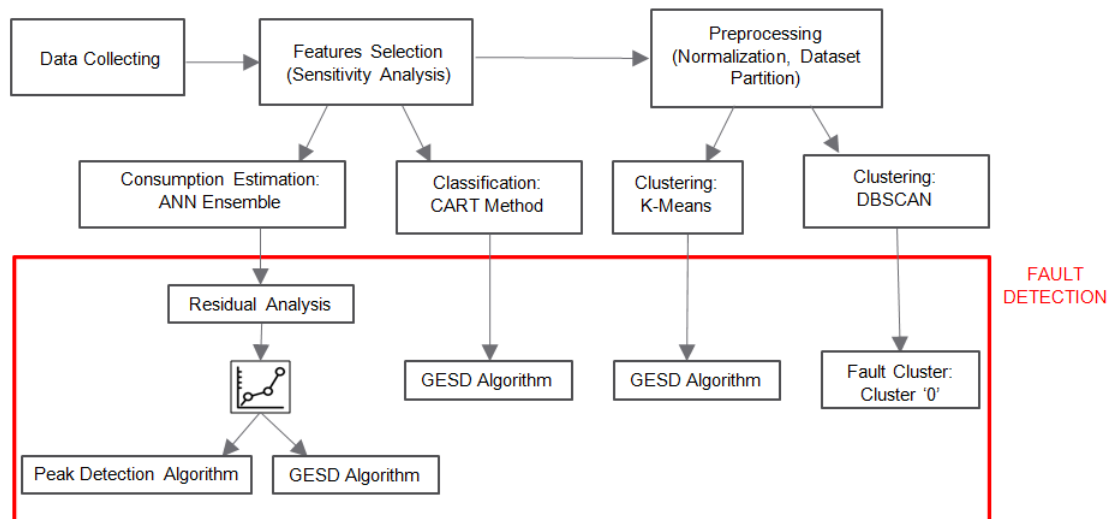 Data Collecting
Features Selection
(Sensitivity Analysis)
Preprocessing
(Normalization, Dataset
Partition)
Consumption Estimation:
ANN Ensemble
Classification:
CART Method
Clustering:
K-Means
Clustering:
DBSCAN
FAULT
DETECTION
Residual Analysis
GESD Algorithm
GESD Algorithm
Fault Cluster:
Cluster ‘0’
Peak Detection Algorithm
GESD Algorithm